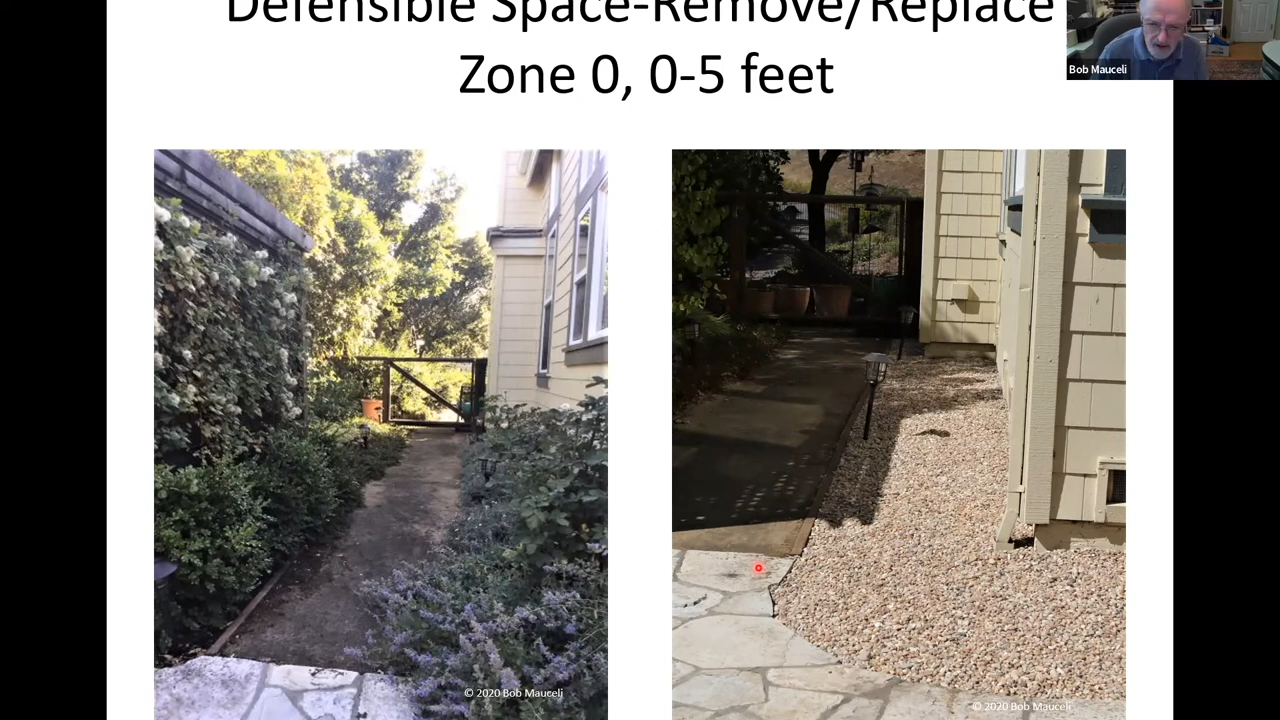 Defensible Space-Remove/Replace
Zone 0, 0-5 feet
Bob Mauceli
© 2020 Bob Mauceli
© 2020 Bob Mauceli